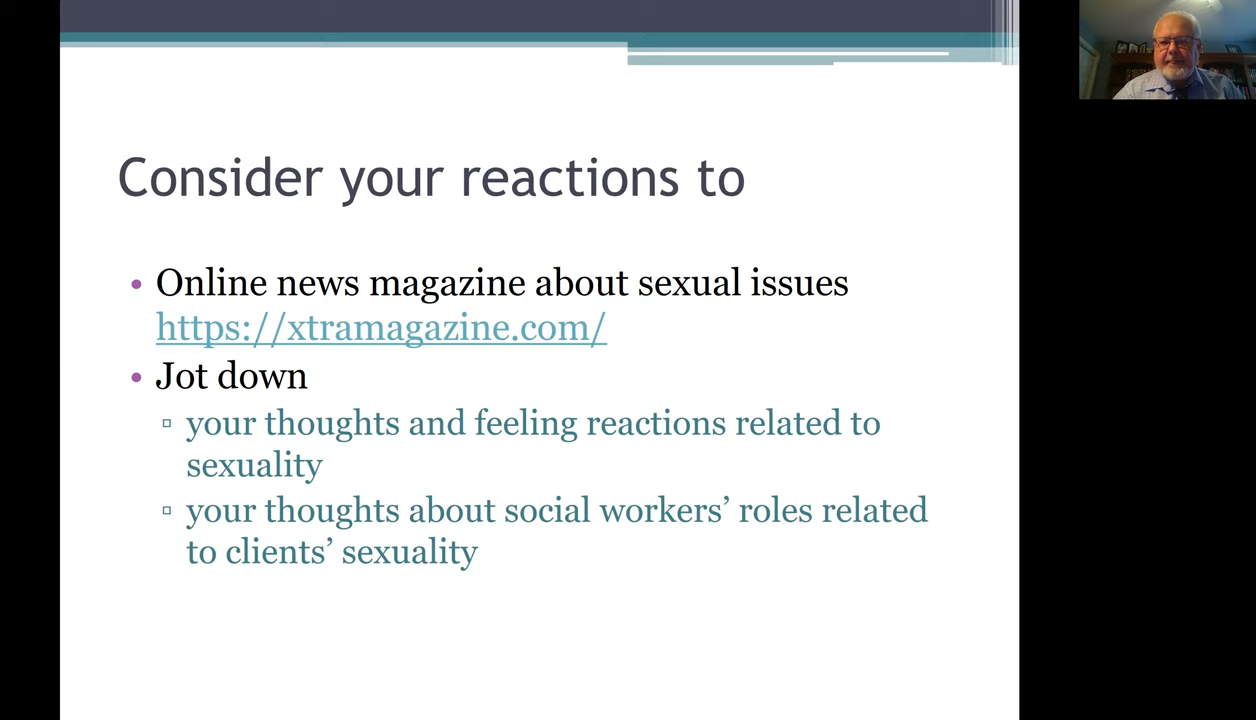 Consider your reactions to
• Online news magazine about sexual issues
https://xtramagazine.com/
• Jot down
▫ your thoughts and feeling reactions related to
sexuality
▫ your thoughts about social workers’ roles related
to clients’ sexuality